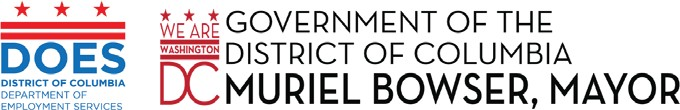 DOES
DISTRICT OF COLUMBIA
DEPARTMENT OF
EMPLOYMENT SERVICES
WE ARE
WASHINGTON
DC
GOVERNMENT OF THE
DISTRICT OF COLUMBIA
MURIEL BOWSER, MAYOR